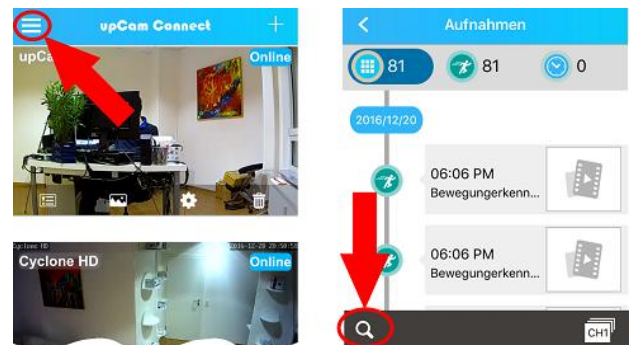 upCam Connect
upCa
Online
Cyclone HD
Online
Aufnahmen
81
81
0
2016/12/20
06:06 PM
Bewegungerkenn...
06:06 PM
Bewegungerkenn...
CH1